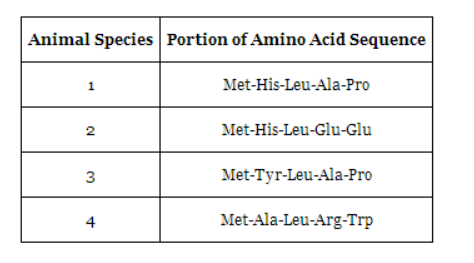 Animal Species Portion of Amino Acid Sequence
1 Met-His-Leu-Ala-Pro
2 Met-His-Leu-Glu-Glu
3 Met-Tyr-Leu-Ala-Pro
4 Met-Ala-Leu-Arg-Trp